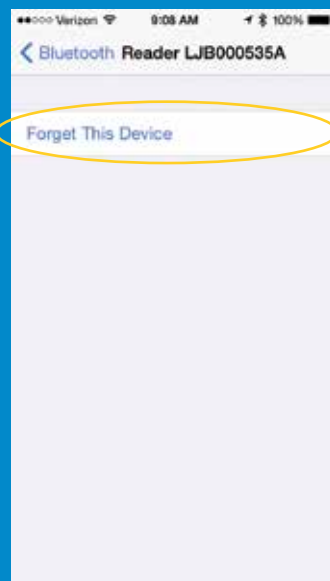 Verizon 9:08 AM 100%
Bluetooth Reader LJB000535A
Forget This Device